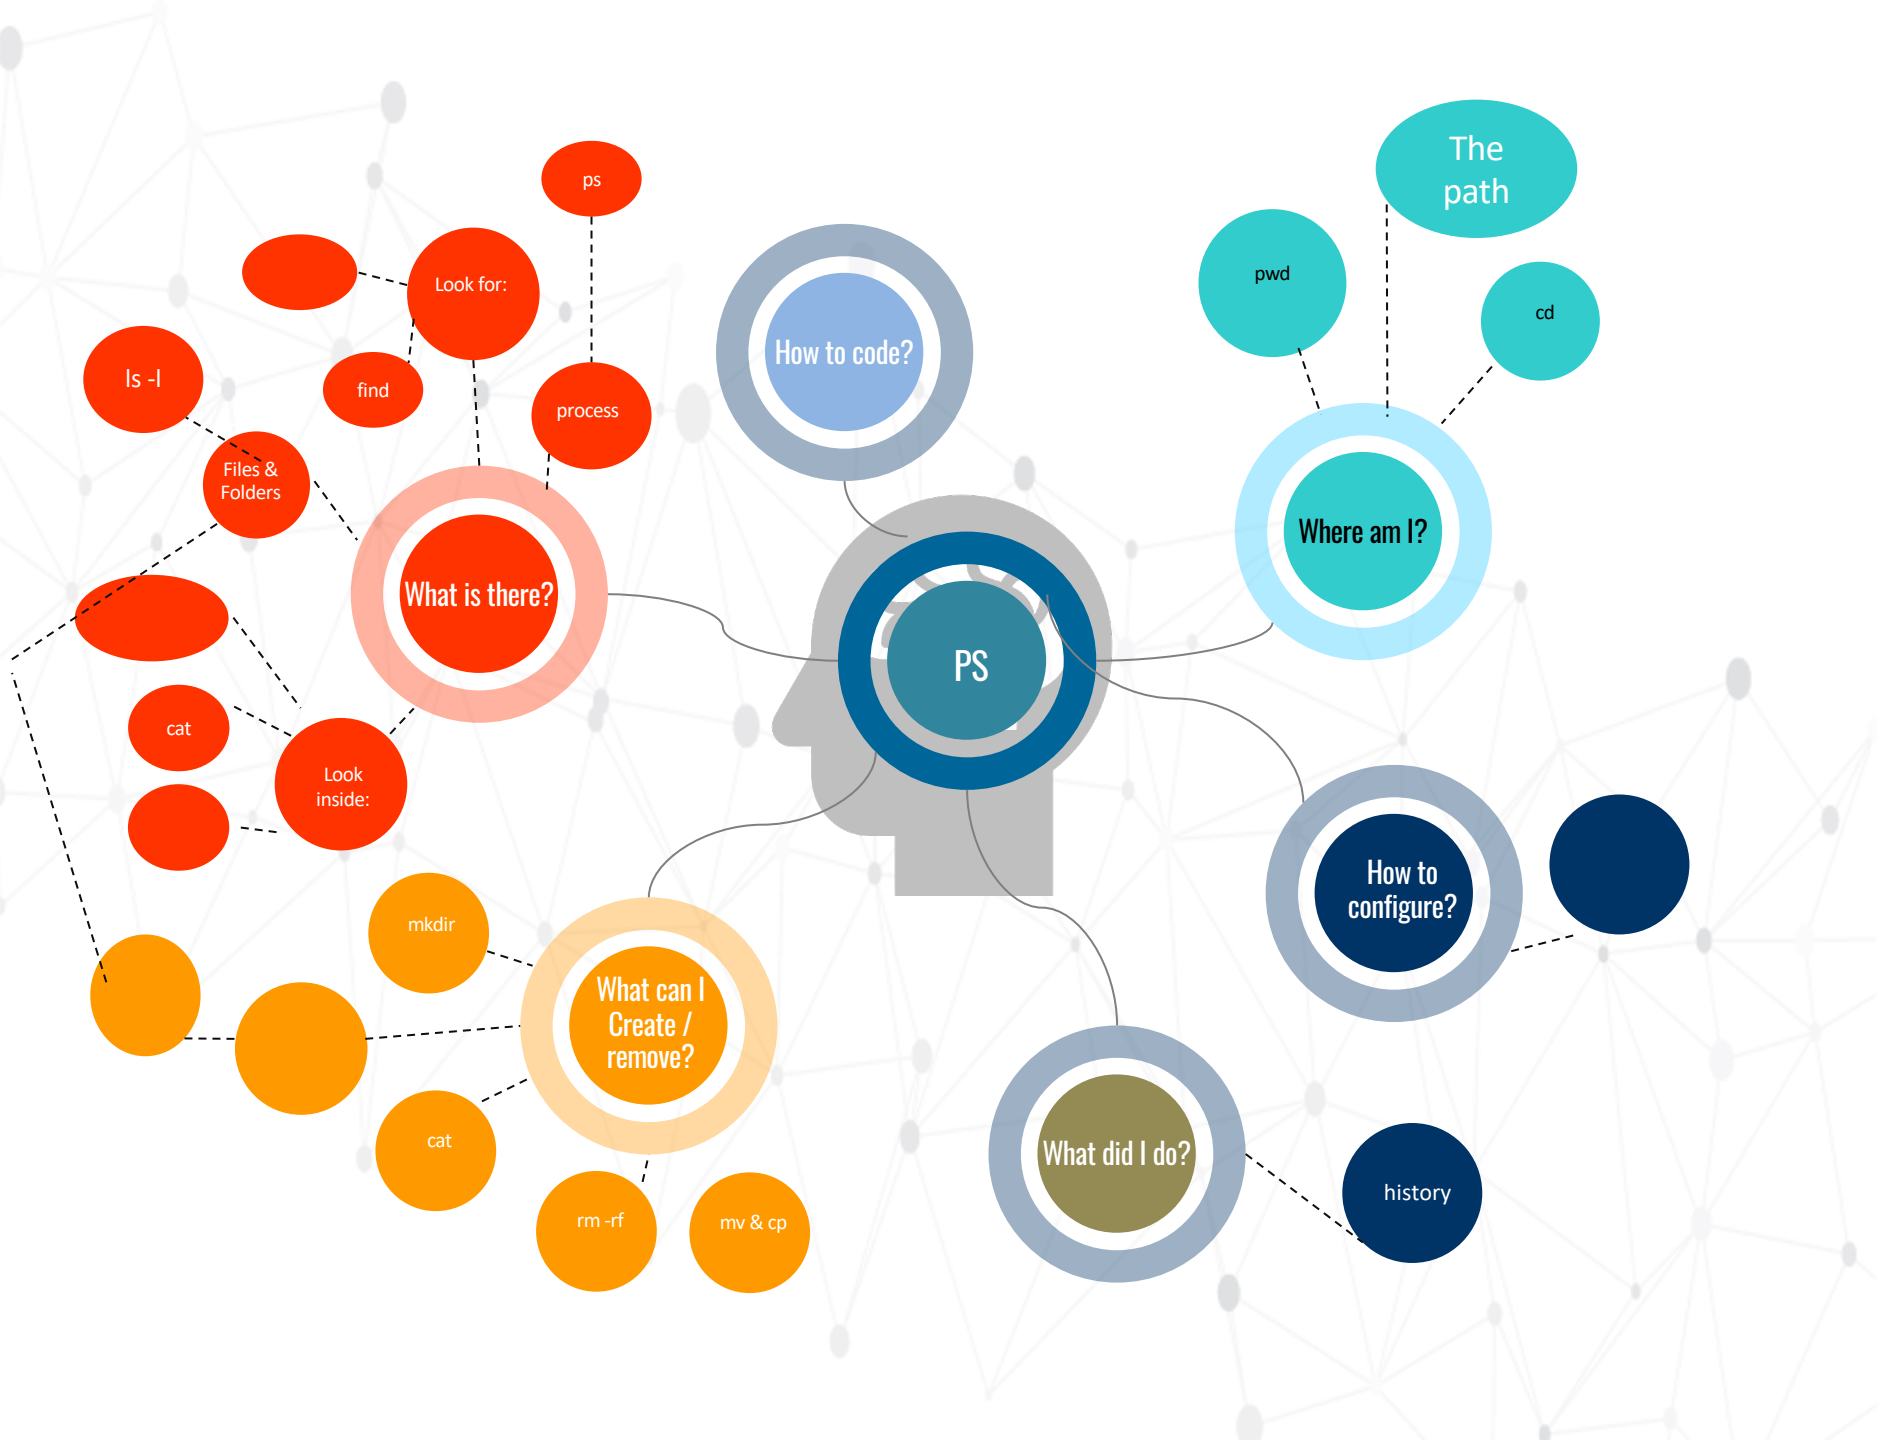 The
path
ps
pwd
Look for:
cd
How to code?
ls -l
find
process
Files &
Folders
Where am I?
What is there?
PS
cat
Look
inside:
How to
configure?
mkdir
What can I
Create /
remove?
cat
What did I do?
history
rm -rf
mv & cp